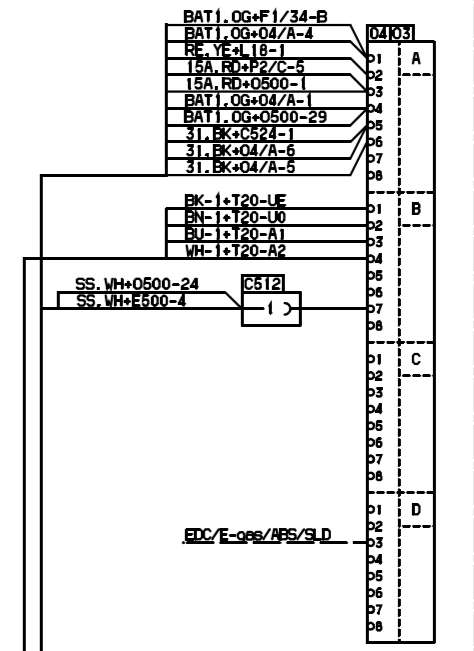 BAT1.OG+F1/34-B
BAT1.OG+04/A-4
RE.YE+L18-1
15A.RD+P2/C-5
15A.RD+0500-1
BAT1.OG+04/A-1
BAT1.OG+0500-29
31.BK+C524-1
31.BK+04/A-6
31.BK+04/A-5
04 03
1 A
2
3
4
5
6
7
8
BK-1+T20-UE
BN-1+T20-U0
BU-1+T20-A1
WH-1+T20-A2
1 B
2
3
4
5
6
7
8
SS.WH+0500-24
SS.WH+E500-4
C512
1
1 C
2
3
4
5
6
7
8
1 D
2
3
4
5
6
7
8
EDC/E-gas/ABS/SLD